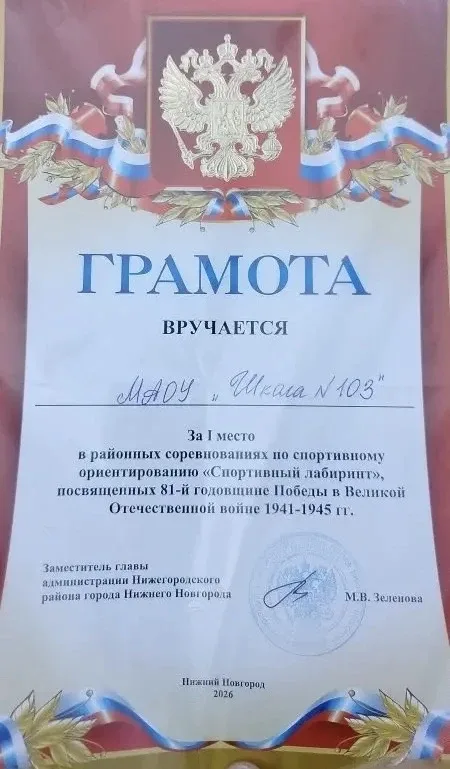 ГРАМОТА
ВРУЧАЕТСЯ
МАОУ „Школа N 103"
За I место
в районных соревнованиях по спортивному
ориентированию «Спортивный лабиринт»,
посвященных 81-й годовщине Победы в Великой
Отечественной войне 1941-1945 гг.
Заместитель главы
администрации Нижегородского
района города Нижнего Новгорода
М.В. Зеленова
Нижний Новгород
2026